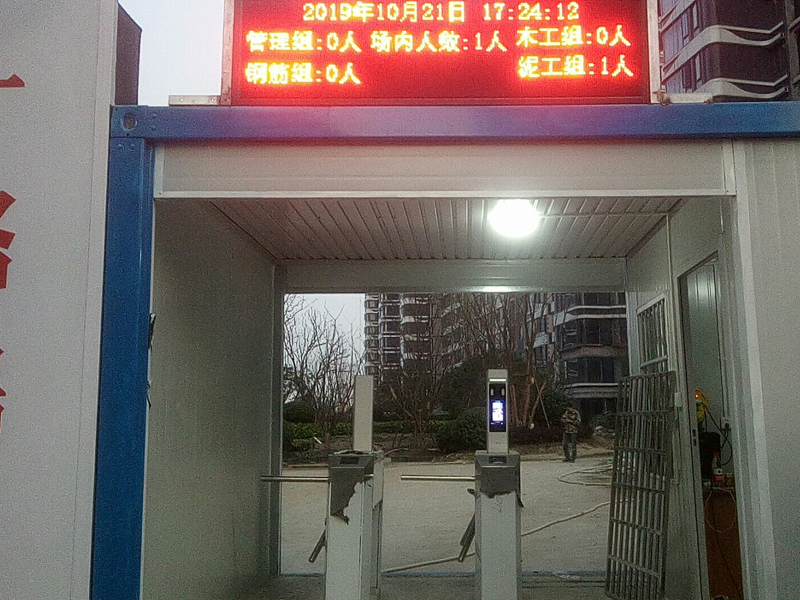 2019年10月21日 17:24:12
管理组:0人 场内人数:1人 木工组:0人
钢筋组:0人 泥工组:1人